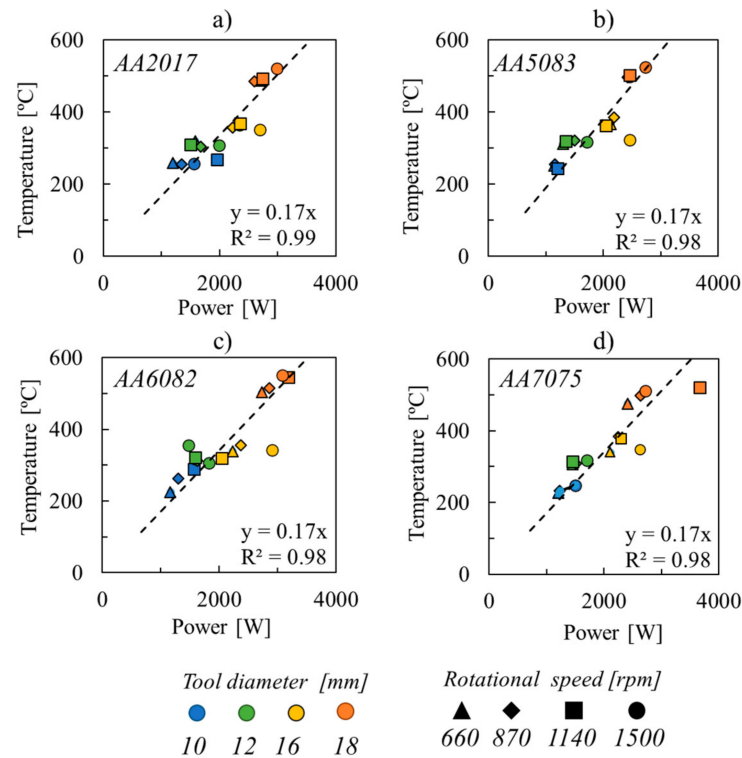 a)
b)
600
400
200
0
Temperature [ºC]
AA2017
y = 0.17x
R² = 0.99
0 2000 4000
Power [W]
600
400
200
0
Temperature [ºC]
AA5083
y = 0.17x
R² = 0.98
0 2000 4000
Power [W]
c)
d)
600
400
200
0
Temperature [ºC]
AA6082
y = 0.17x
R² = 0.98
0 2000 4000
Power [W]
600
400
200
0
Temperature [ºC]
AA7075
y = 0.17x
R² = 0.98
0 2000 4000
Power [W]
Tool diameter [mm]
10 12 16 18
Rotational speed [rpm]
660 870 1140 1500